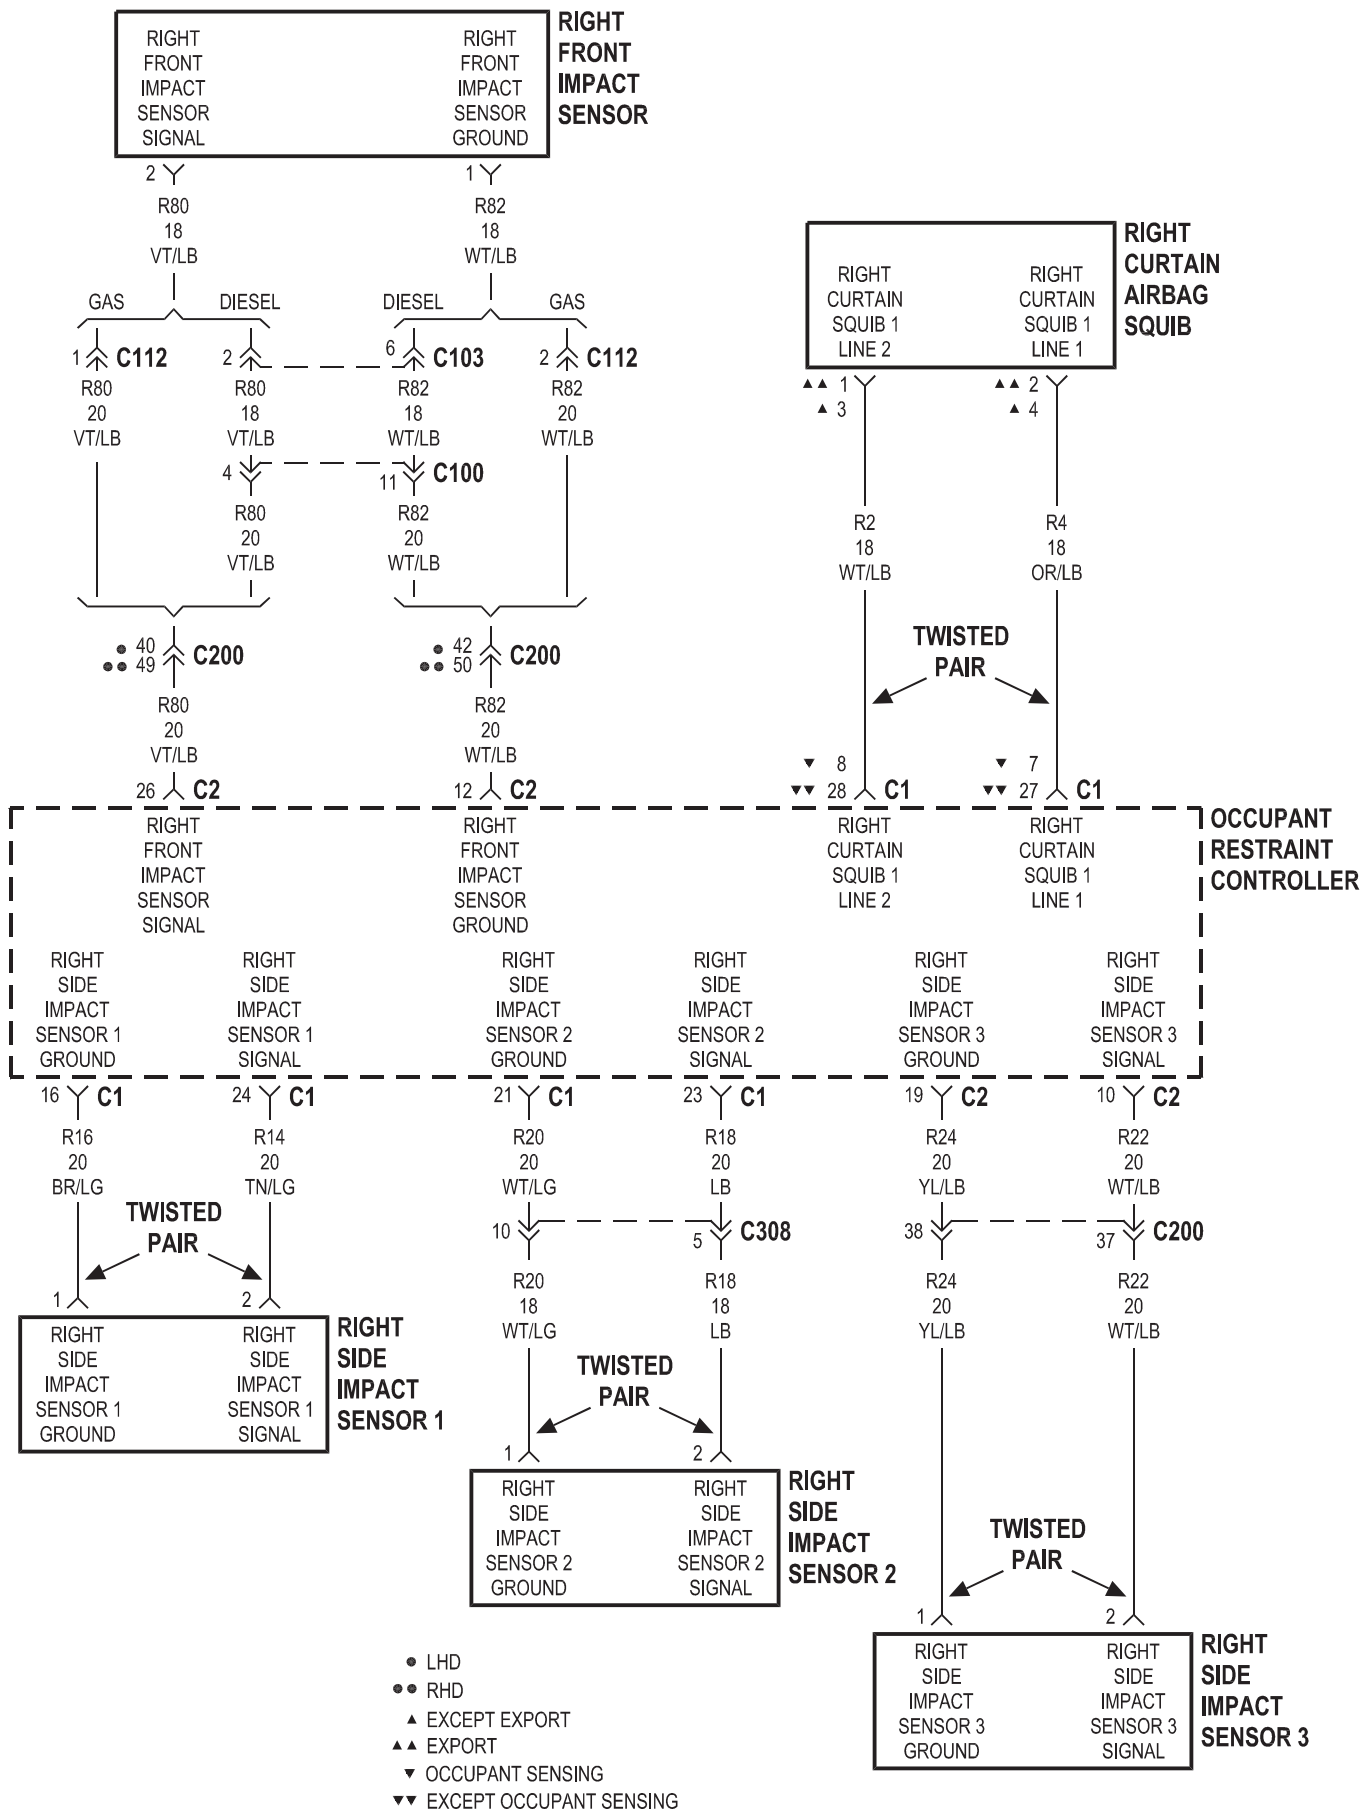 RIGHT
FRONT
IMPACT
SENSOR
SIGNAL
RIGHT
FRONT
IMPACT
SENSOR
GROUND
RIGHT
FRONT
IMPACT
SENSOR
2
1
R80
18
VT/LB
R82
18
WT/LB
GAS
DIESEL
DIESEL
GAS
1
C112
2
6
C103
2
C112
R80
20
VT/LB
R80
18
VT/LB
R82
18
WT/LB
R82
20
WT/LB
4
11
C100
R80
20
VT/LB
R82
20
WT/LB
● 40
●● 49
C200
● 42
●● 50
C200
R80
20
VT/LB
R82
20
WT/LB
26
C2
12
C2
RIGHT
CURTAIN
SQUIB 1
LINE 2
RIGHT
CURTAIN
SQUIB 1
LINE 1
RIGHT
CURTAIN
AIRBAG
SQUIB
▲▲ 1
▲ 3
▲▲ 2
▲ 4
R2
18
WT/LB
R4
18
OR/LB
TWISTED
PAIR
▼ 8
▼▼ 28
C1
▼ 7
▼▼ 27
C1
OCCUPANT
RESTRAINT
CONTROLLER
RIGHT
FRONT
IMPACT
SENSOR
SIGNAL
RIGHT
FRONT
IMPACT
SENSOR
GROUND
RIGHT
CURTAIN
SQUIB 1
LINE 2
RIGHT
CURTAIN
SQUIB 1
LINE 1
RIGHT
SIDE
IMPACT
SENSOR 1
GROUND
RIGHT
SIDE
IMPACT
SENSOR 1
SIGNAL
RIGHT
SIDE
IMPACT
SENSOR 2
GROUND
RIGHT
SIDE
IMPACT
SENSOR 2
SIGNAL
RIGHT
SIDE
IMPACT
SENSOR 3
GROUND
RIGHT
SIDE
IMPACT
SENSOR 3
SIGNAL
16
C1
24
C1
21
C1
23
C1
19
C2
10
C2
R16
20
BR/LG
R14
20
TN/LG
R20
20
WT/LG
R18
20
LB
R24
20
YL/LB
R22
20
WT/LB
TWISTED
PAIR
10
5
C308
38
37
C200
R20
18
WT/LG
R18
18
LB
R24
20
YL/LB
R22
20
WT/LB
1
2
RIGHT
SIDE
IMPACT
SENSOR 1
GROUND
RIGHT
SIDE
IMPACT
SENSOR 1
SIGNAL
RIGHT
SIDE
IMPACT
SENSOR 1
TWISTED
PAIR
1
2
RIGHT
SIDE
IMPACT
SENSOR 2
GROUND
RIGHT
SIDE
IMPACT
SENSOR 2
SIGNAL
RIGHT
SIDE
IMPACT
SENSOR 2
TWISTED
PAIR
1
2
RIGHT
SIDE
IMPACT
SENSOR 3
GROUND
RIGHT
SIDE
IMPACT
SENSOR 3
SIGNAL
RIGHT
SIDE
IMPACT
SENSOR 3
● LHD
●● RHD
▲ EXCEPT EXPORT
▲▲ EXPORT
▼ OCCUPANT SENSING
▼▼ EXCEPT OCCUPANT SENSING